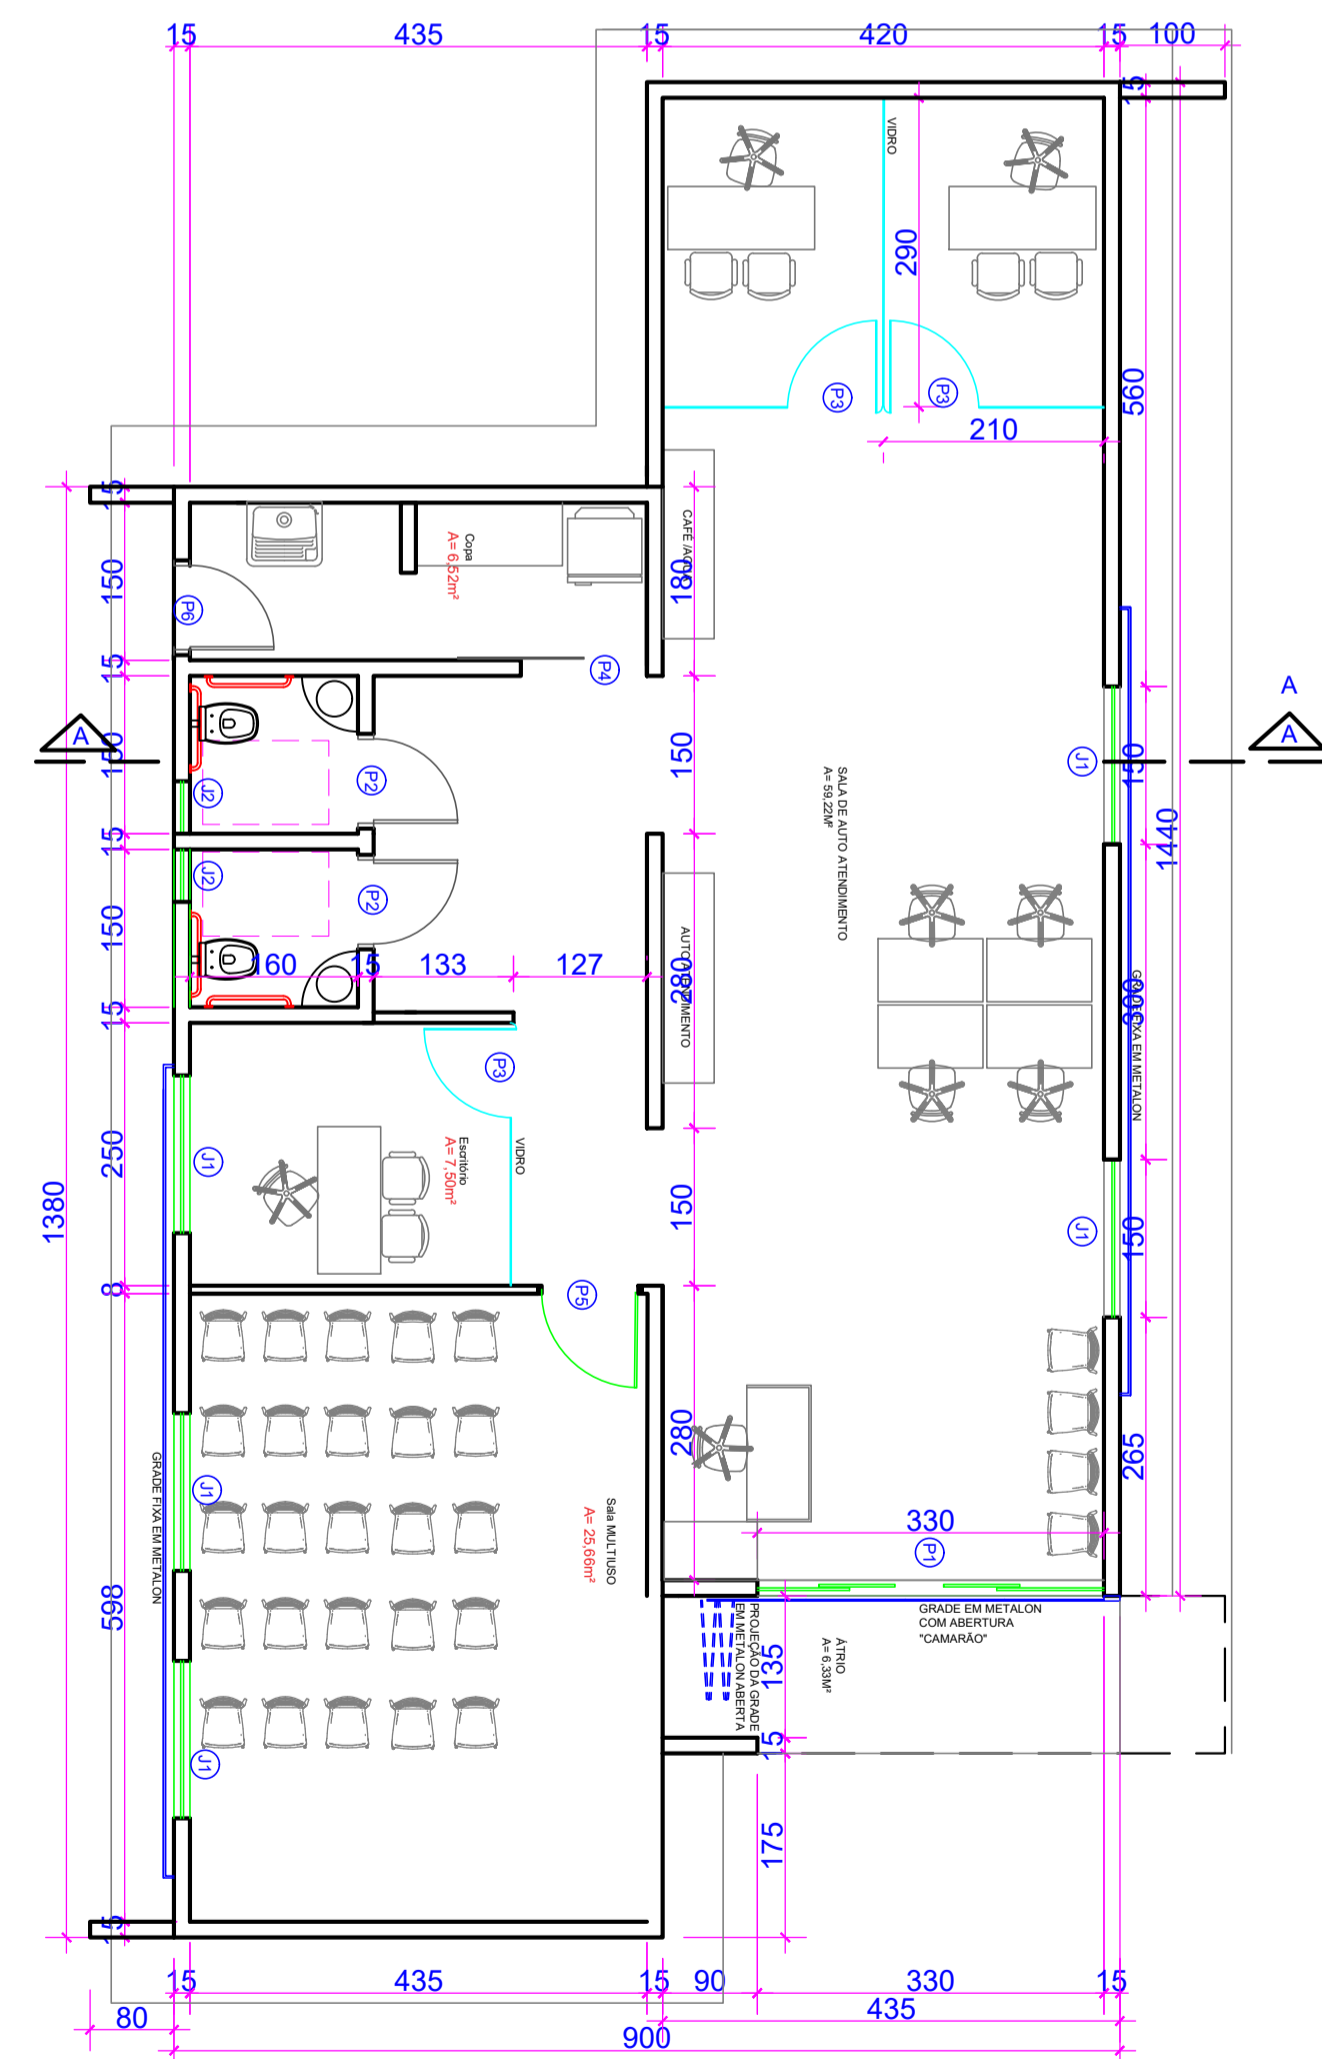 15
435
15
420
15
100
15
VIDRO
290
560
P3
P3
210
15
CAFÉ /
180
Copa
A= 6,52m²
150
P6
15
P4
A
A
A
150
J2
P2
150
SALA DE AUTO ATENDIMENTO
A= 59,22M²
J1
150
1440
15
J2
P2
150
160
15
133
127
AUTO ATENDIMENTO
280
GRADE FIXA EM METALON
300
15
P3
VIDRO
Escritório
A= 7,50m²
250
J1
150
J1
150
1380
8
P5
280
265
GRADE FIXA EM METALON
J1
Sala MULTIUSO
A= 25,66m²
598
330
P1
GRADE EM METALON
COM ABERTURA
"CAMARÃO"
PROJEÇÃO DA GRADE
EM METALON ABERTA
135
ÁTRIO
A= 6,33M²
15
J1
175
15
15
435
15
90
330
15
80
435
900